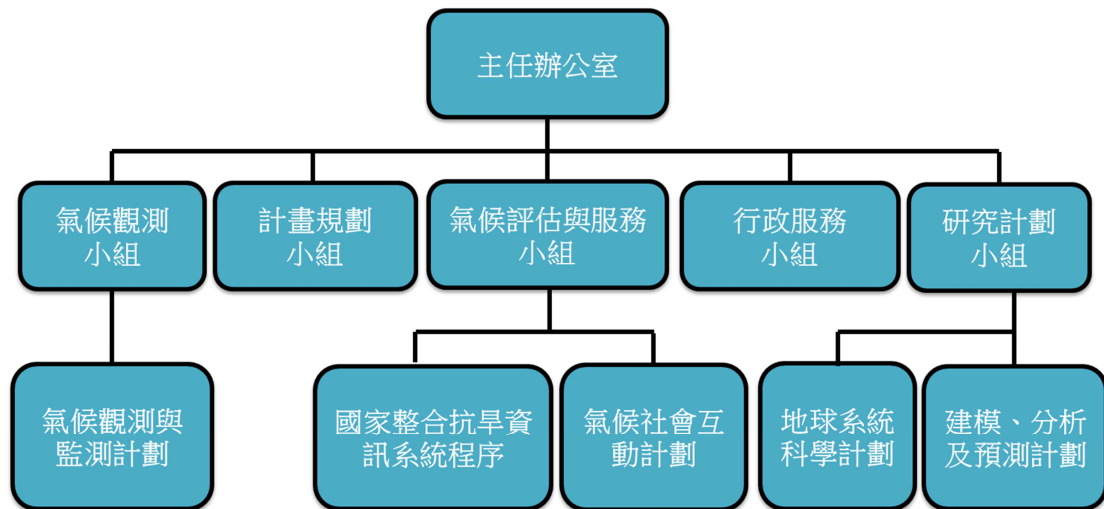 主任辦公室
氣候觀測
小組
計畫規劃
小組
氣候評估與服務
小組
行政服務
小組
研究計劃
小組
氣候觀測與
監測計劃
國家整合抗旱資
訊系統程序
氣候社會互
動計劃
地球系統
科學計劃
建模、分析
及預測計劃